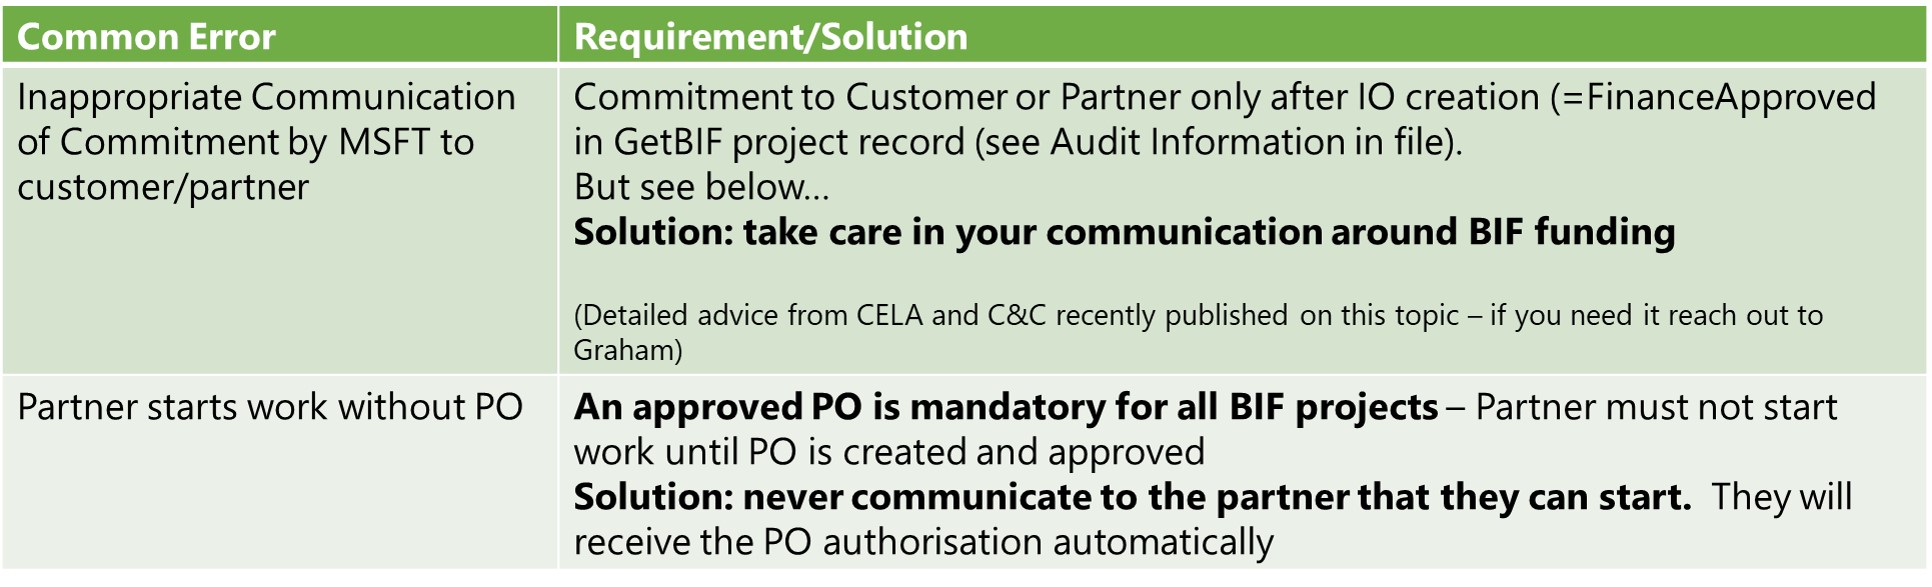 Common Error
Requirement/Solution
Inappropriate Communication
of Commitment by MSFT to
customer/partner
Commitment to Customer or Partner only after IO creation (=FinanceApproved
in GetBIF project record (see Audit Information in file).
But see below...
Solution: take care in your communication around BIF funding
(Detailed advice from CELA and C&C recently published on this topic – if you need it reach out to
Graham)
Partner starts work without PO
An approved PO is mandatory for all BIF projects – Partner must not start
work until PO is created and approved
Solution: never communicate to the partner that they can start. They will
receive the PO authorisation automatically